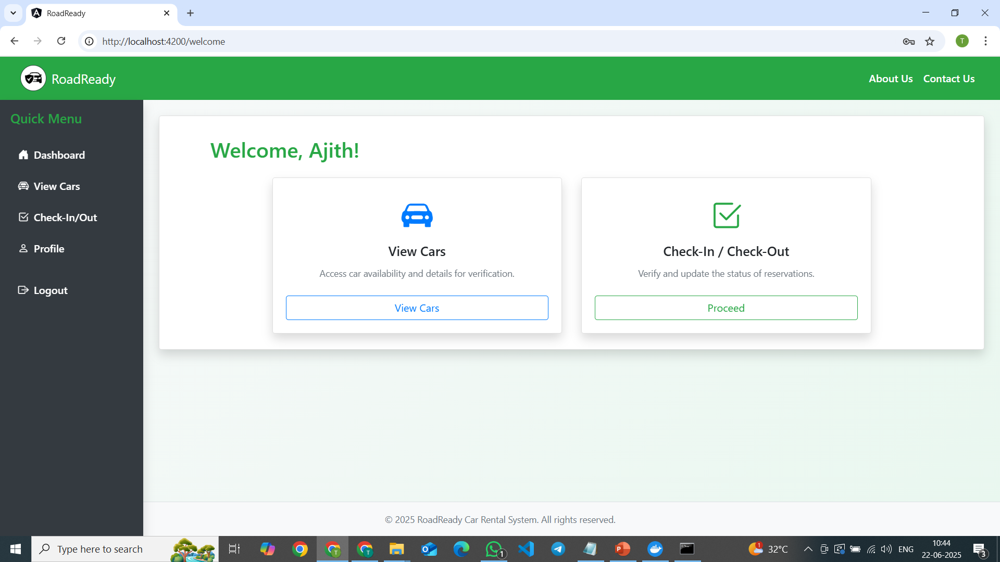 RoadReady
http://localhost:4200/welcome
T
RoadReady
About Us
Contact Us
Quick Menu
Dashboard
View Cars
Check-In/Out
Profile
Logout
Welcome, Ajith!
View Cars
Access car availability and details for verification.
View Cars
Check-In / Check-Out
Verify and update the status of reservations.
Proceed
© 2025 RoadReady Car Rental System. All rights reserved.
Type here to search
1
1
32°C
ENG
10:44
22-06-2025
3